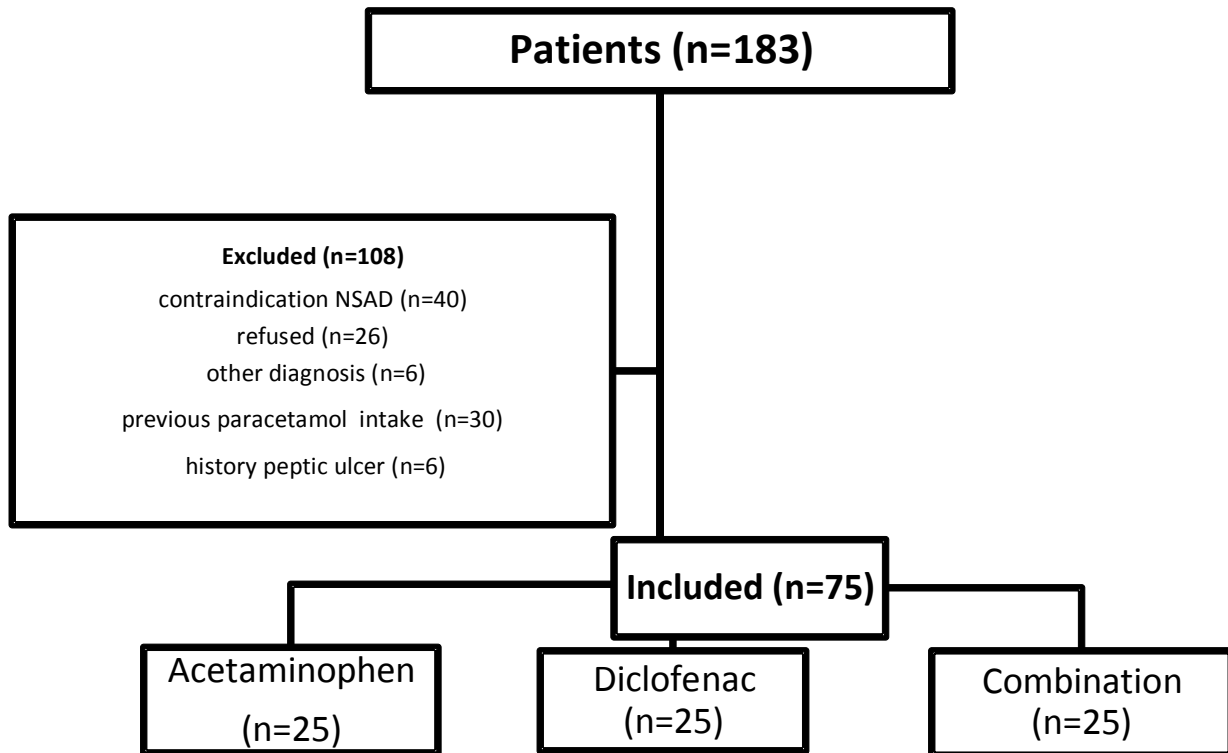 Patients (n=183)
Excluded (n=108)
contraindication NSAD (n=40)
refused (n=26)
other diagnosis (n=6)
previous paracetamol intake (n=30)
history peptic ulcer (n=6)
Included (n=75)
Acetaminophen
(n=25)
Diclofenac
(n=25)
Combination
(n=25)